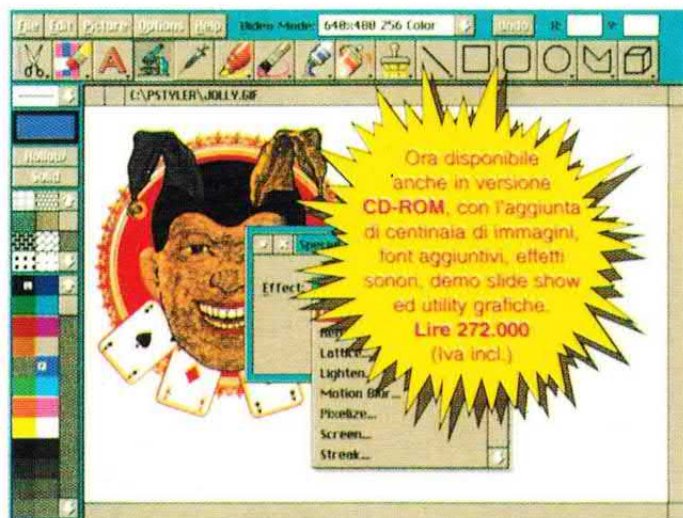 File Edit Picture Options Help Video Mode: 640x480 256 Color Undo X: Y:
C:\PSTYLER\JOLLY.GIF
Hollow
Solid
Ora disponibile
anche in versione
CD-ROM, con l'aggiunta
di centinaia di immagini,
font aggiuntivi, effetti
sonori, demo slide show
ed utility grafiche.
Lire 272.000
(Iva incl.)
Effect:
Lattice...
Lighten...
Motion Blur...
Pixelize...
Screen...
Streak...